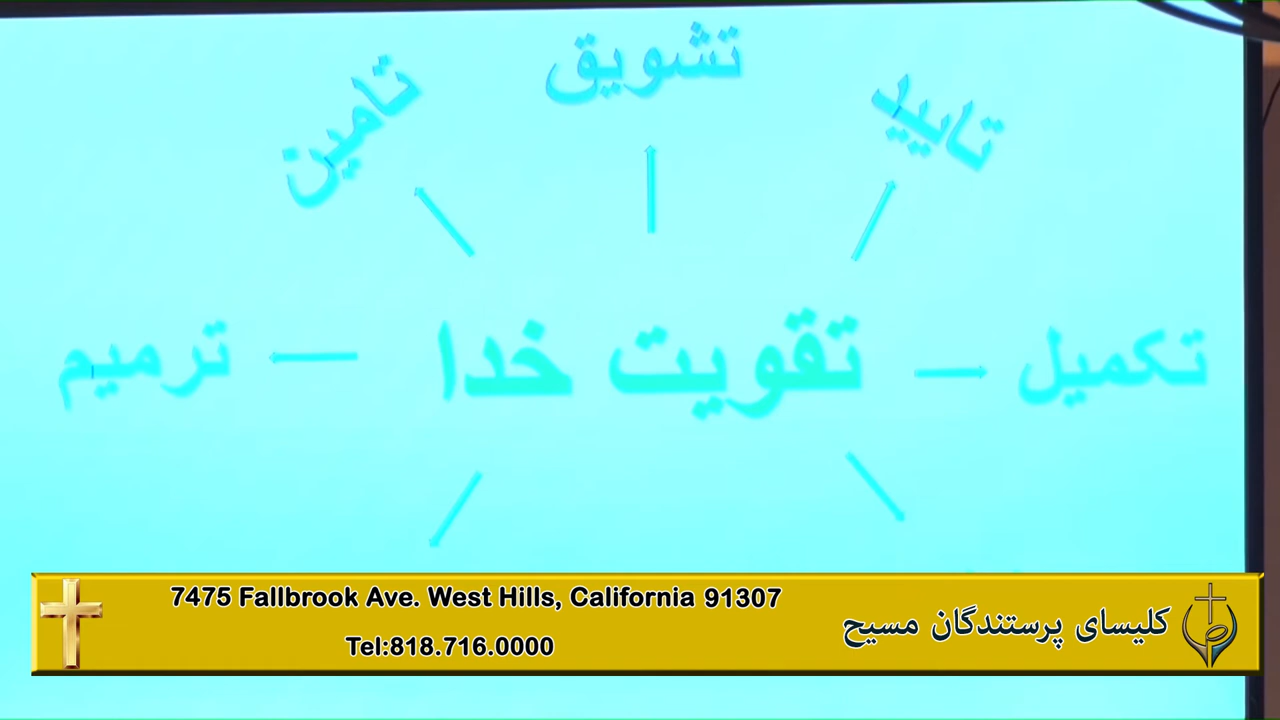 تشویق
تامین
تایید
ترمیم
تقویت خدا
تکمیل
7475 Fallbrook Ave. West Hills, California 91307
Tel:818.716.0000
کلیسای پرستندگان مسیح